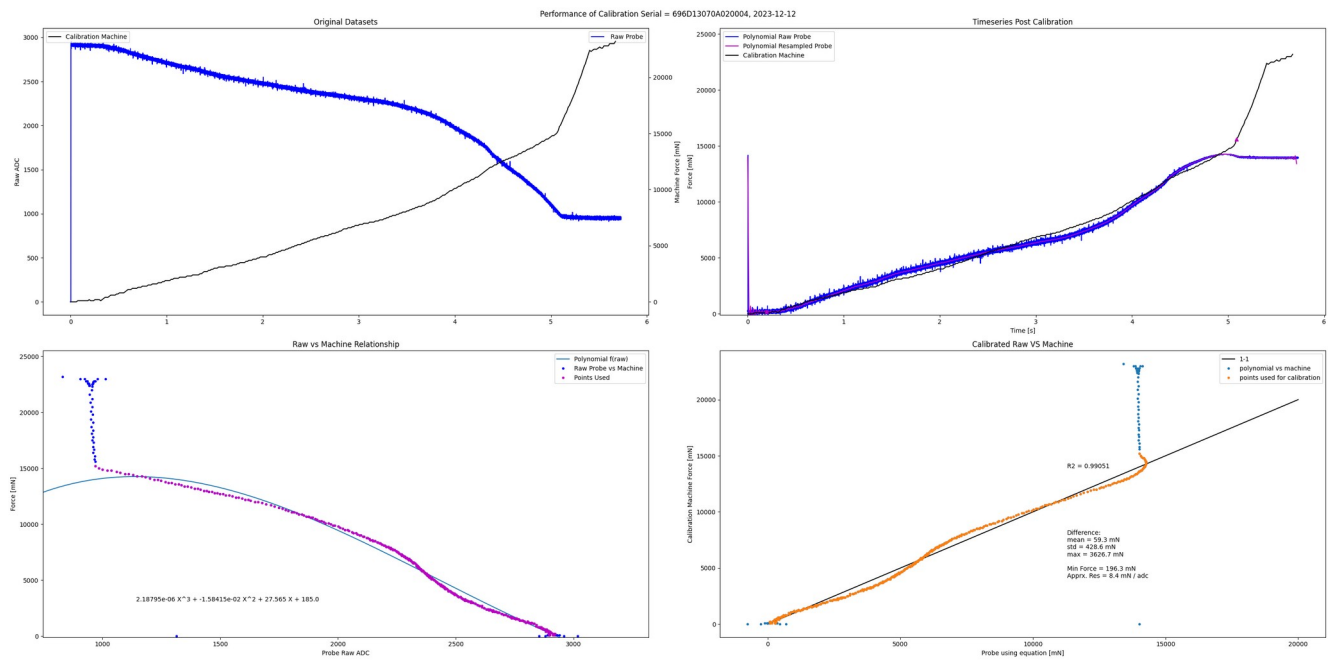 Performance of Calibration Serial = 696D13070A020004, 2023-12-12
Original Datasets
Calibration Machine
Raw Probe
Raw ADC
3000
2500
2000
1500
1000
500
0
Machine Force [mN]
20000
15000
10000
5000
0
0 1 2 3 4 5 6
Timeseries Post Calibration
Polynomial Raw Probe
Polynomial Resampled Probe
Calibration Machine
Force [mN]
25000
20000
15000
10000
5000
0
0 1 2 3 4 5 6
Time [s]
Raw vs Machine Relationship
Polynomial f(raw)
Raw Probe vs Machine
Points Used
Force [mN]
25000
20000
15000
10000
5000
0
2.18795e-06 X^3 + -1.58415e-02 X^2 + 27.565 X + 185.0
1000 1500 2000 2500 3000
Probe Raw ADC
Calibrated Raw VS Machine
1-1
polynomial vs machine
points used for calibration
Calibration Machine Force [mN]
20000
15000
10000
5000
0
R2 = 0.99051
Difference:
mean = 59.3 mN
std = 428.6 mN
max = 3626.7 mN
Min Force = 196.3 mN
Apprx. Res = 8.4 mN / adc
0 5000 10000 15000 20000
Probe using equation [mN]